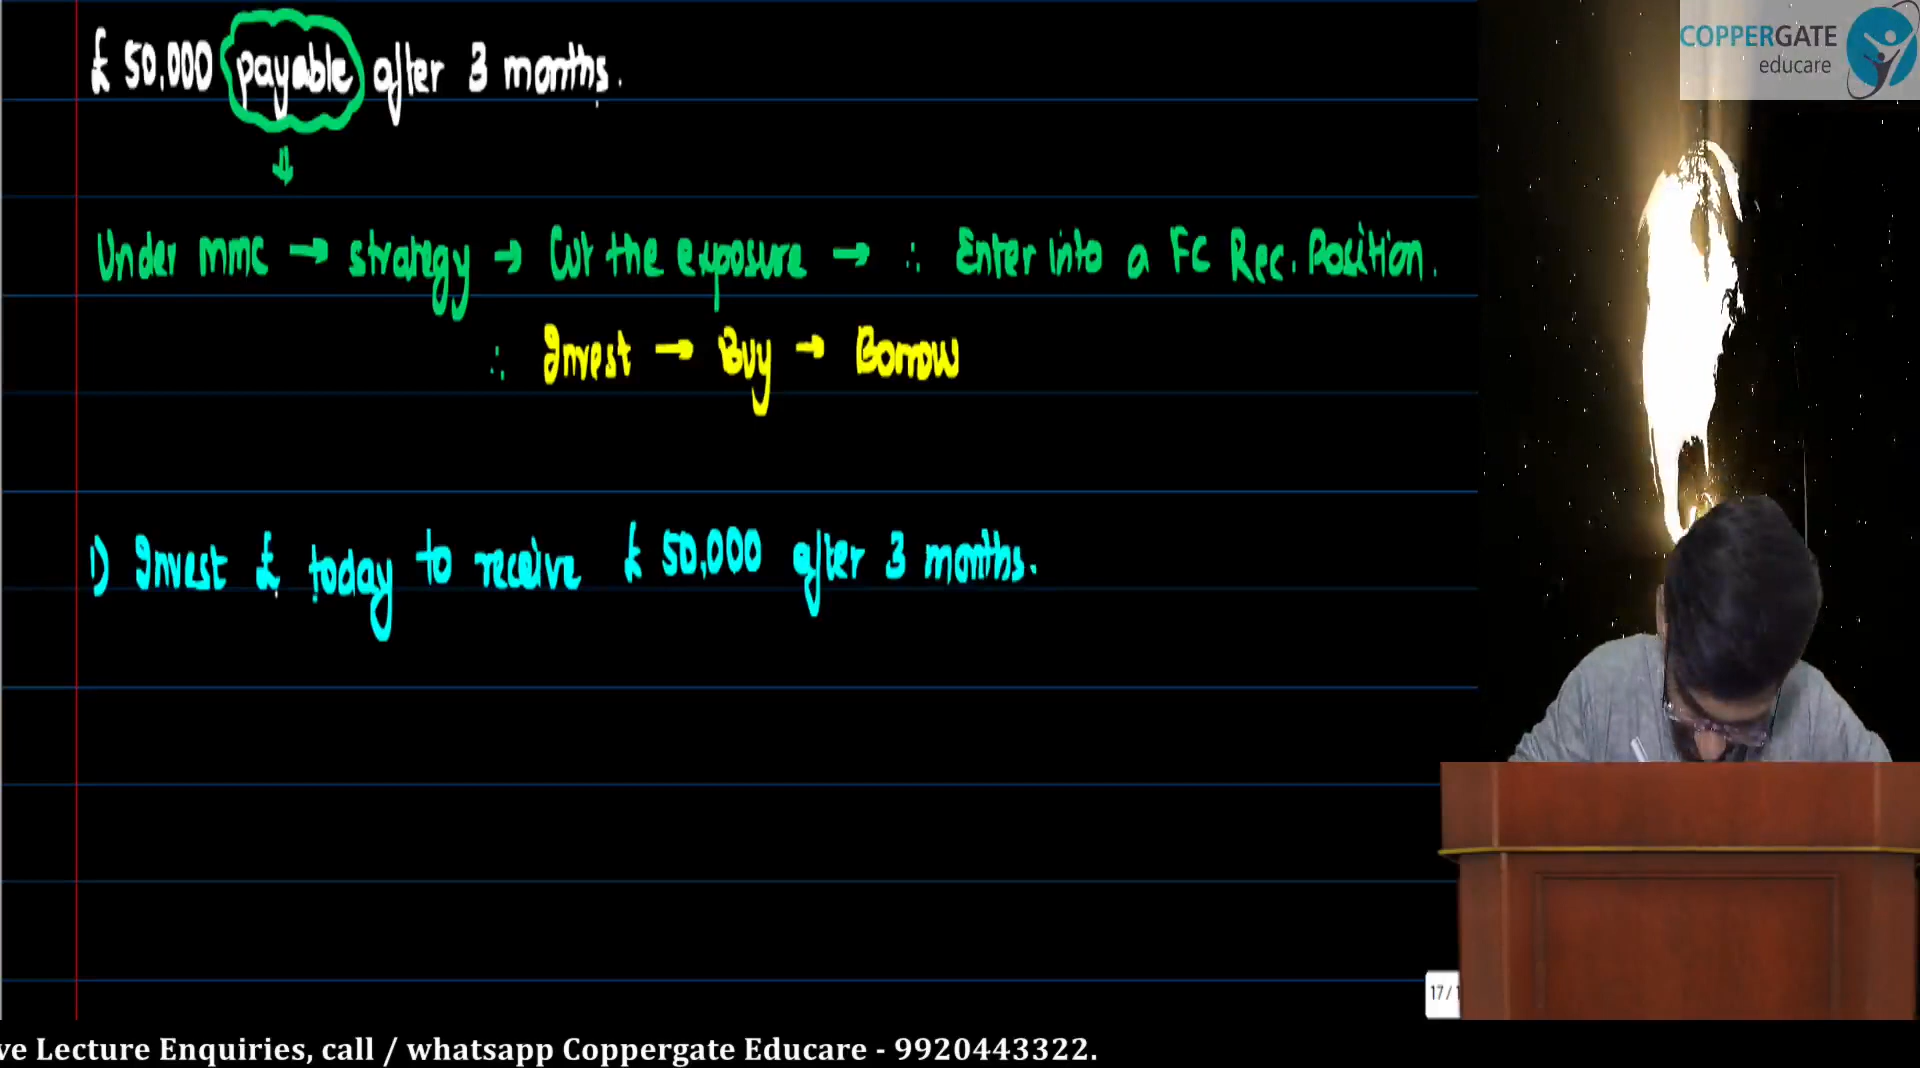 £ 50,000 payable after 3 months.
COPPERGATE
educare
Under mmc → strategy → Cut the exposure → ∴ Enter into a FC Rec. Position.
∴ Invest → Buy → Borrow
1) Invest £ today to receive £ 50,000 after 3 months.
17/1
ve Lecture Enquiries, call / whatsapp Coppergate Educare - 9920443322.